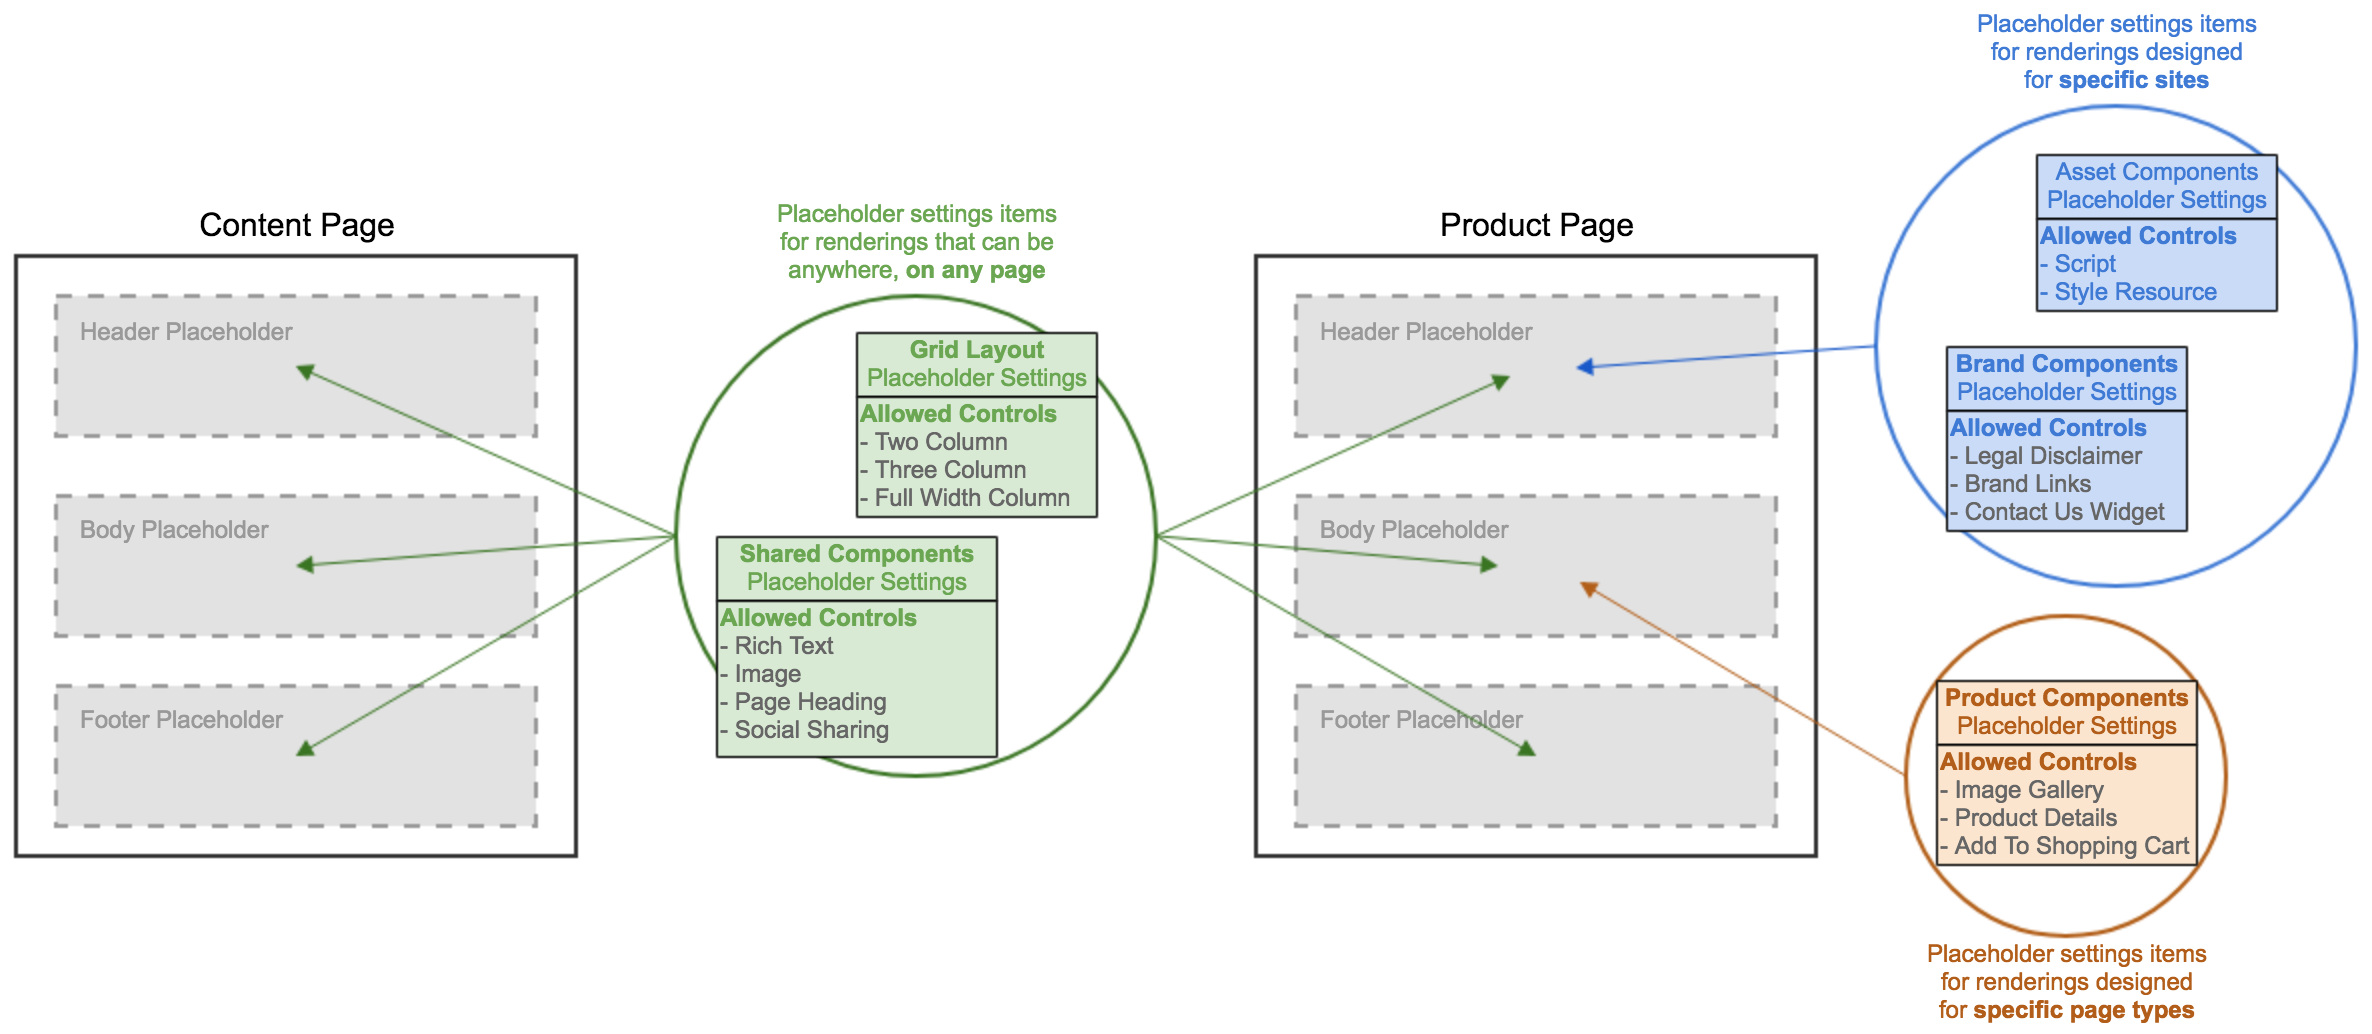 Content Page
Header Placeholder
Body Placeholder
Footer Placeholder
Placeholder settings items
for renderings that can be
anywhere, on any page
Grid Layout
Placeholder Settings
Allowed Controls
- Two Column
- Three Column
- Full Width Column
Shared Components
Placeholder Settings
Allowed Controls
- Rich Text
- Image
- Page Heading
- Social Sharing
Product Page
Header Placeholder
Body Placeholder
Footer Placeholder
Placeholder settings items
for renderings designed
for specific sites
Asset Components
Placeholder Settings
Allowed Controls
- Script
- Style Resource
Brand Components
Placeholder Settings
Allowed Controls
- Legal Disclaimer
- Brand Links
- Contact Us Widget
Product Components
Placeholder Settings
Allowed Controls
- Image Gallery
- Product Details
- Add To Shopping Cart
Placeholder settings items
for renderings designed
for specific page types